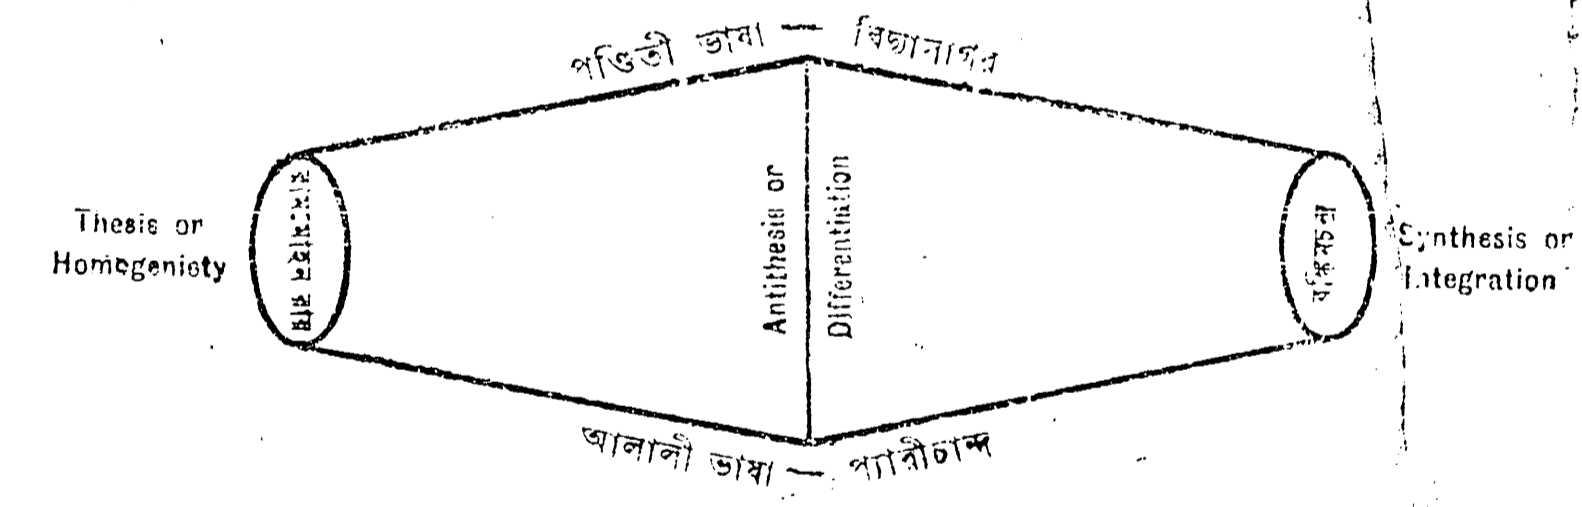 পণ্ডিতী ভাষা — বিদ্যাসাগর
Thesis or
Homogeniety
রামমোহন রায়
Antithesis or
Differentiation
বঙ্কিমচন্দ্র
Synthesis or
Integration
আলালী ভাষা — প্যারীচান্দ